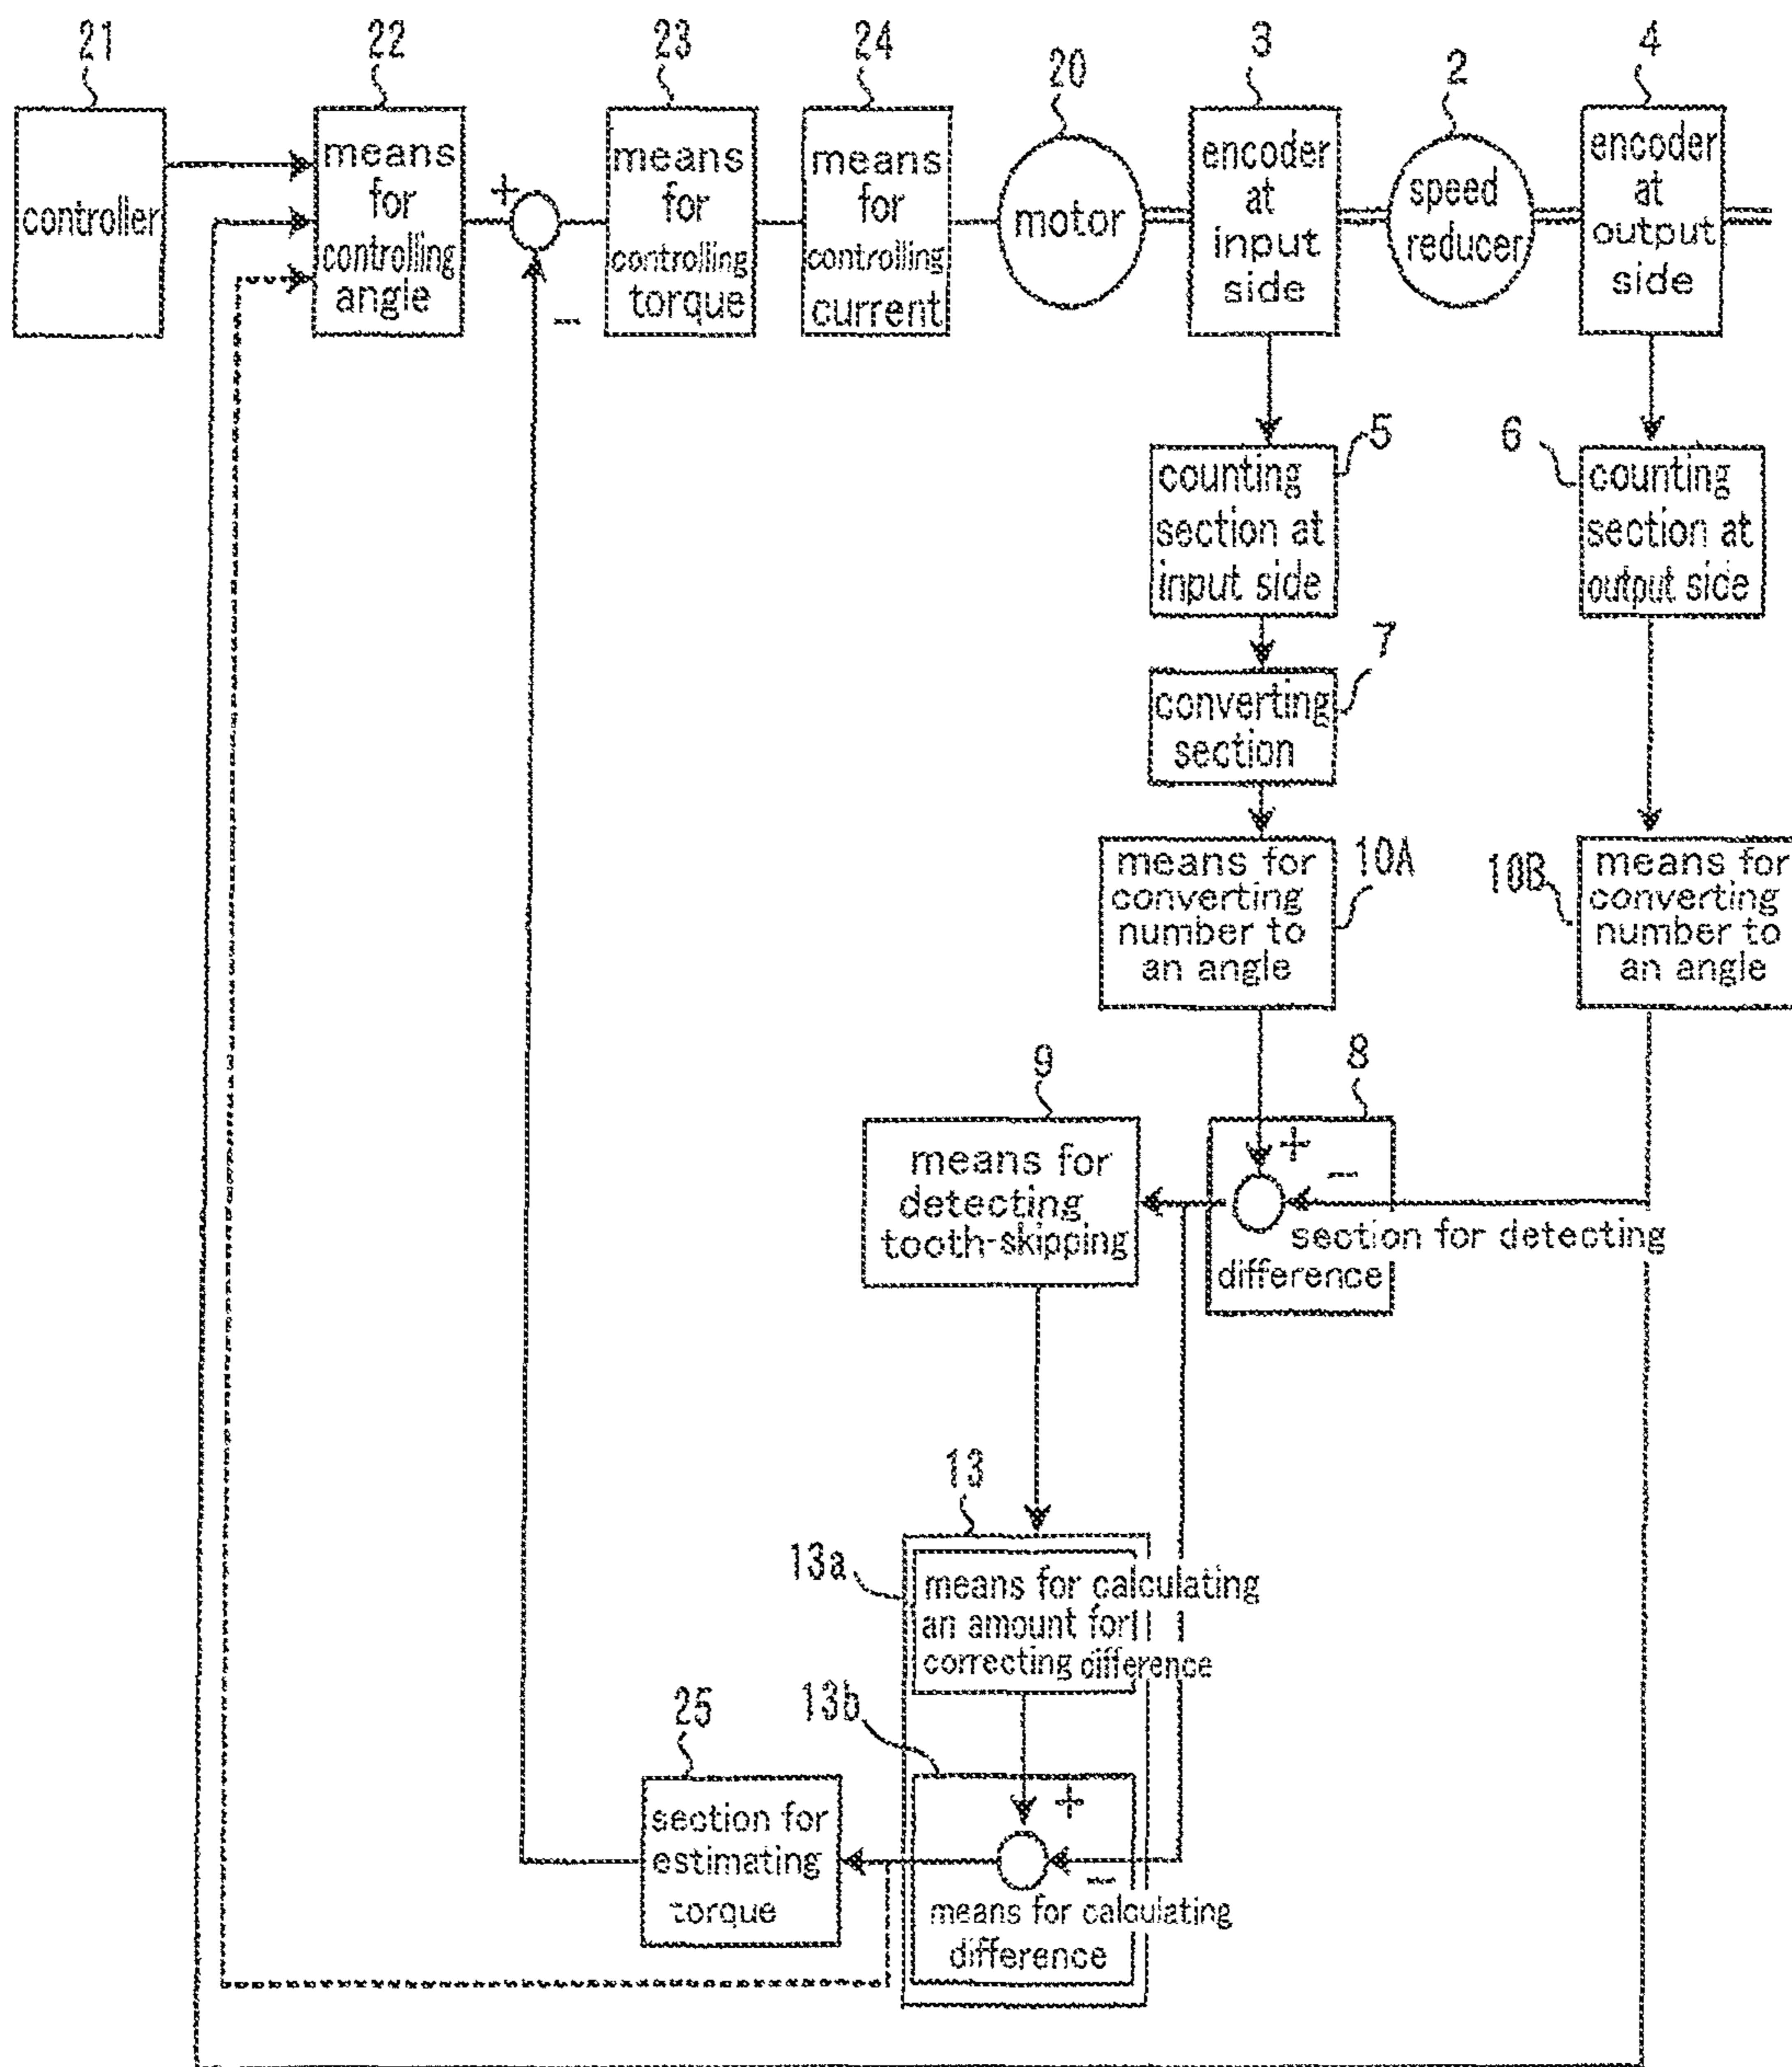 21
22
23
24
20
3
2
4
controller
means
for
controlling
angle
+
-
means
for
controlling
torque
means
for
controlling
current
motor
encoder
at
input
side
speed
reducer
encoder
at
output
side
5
counting
section at
input side
6
counting
section at
output side
7
converting
section
10A
means for
converting
number to
an angle
10B
means for
converting
number to
an angle
9
means for
detecting
tooth-skipping
8
+
-
section for detecting
difference
13
13a
means for calculating
an amount for
correcting difference
13b
+
-
means for calculating
difference
25
section for
estimating
torque